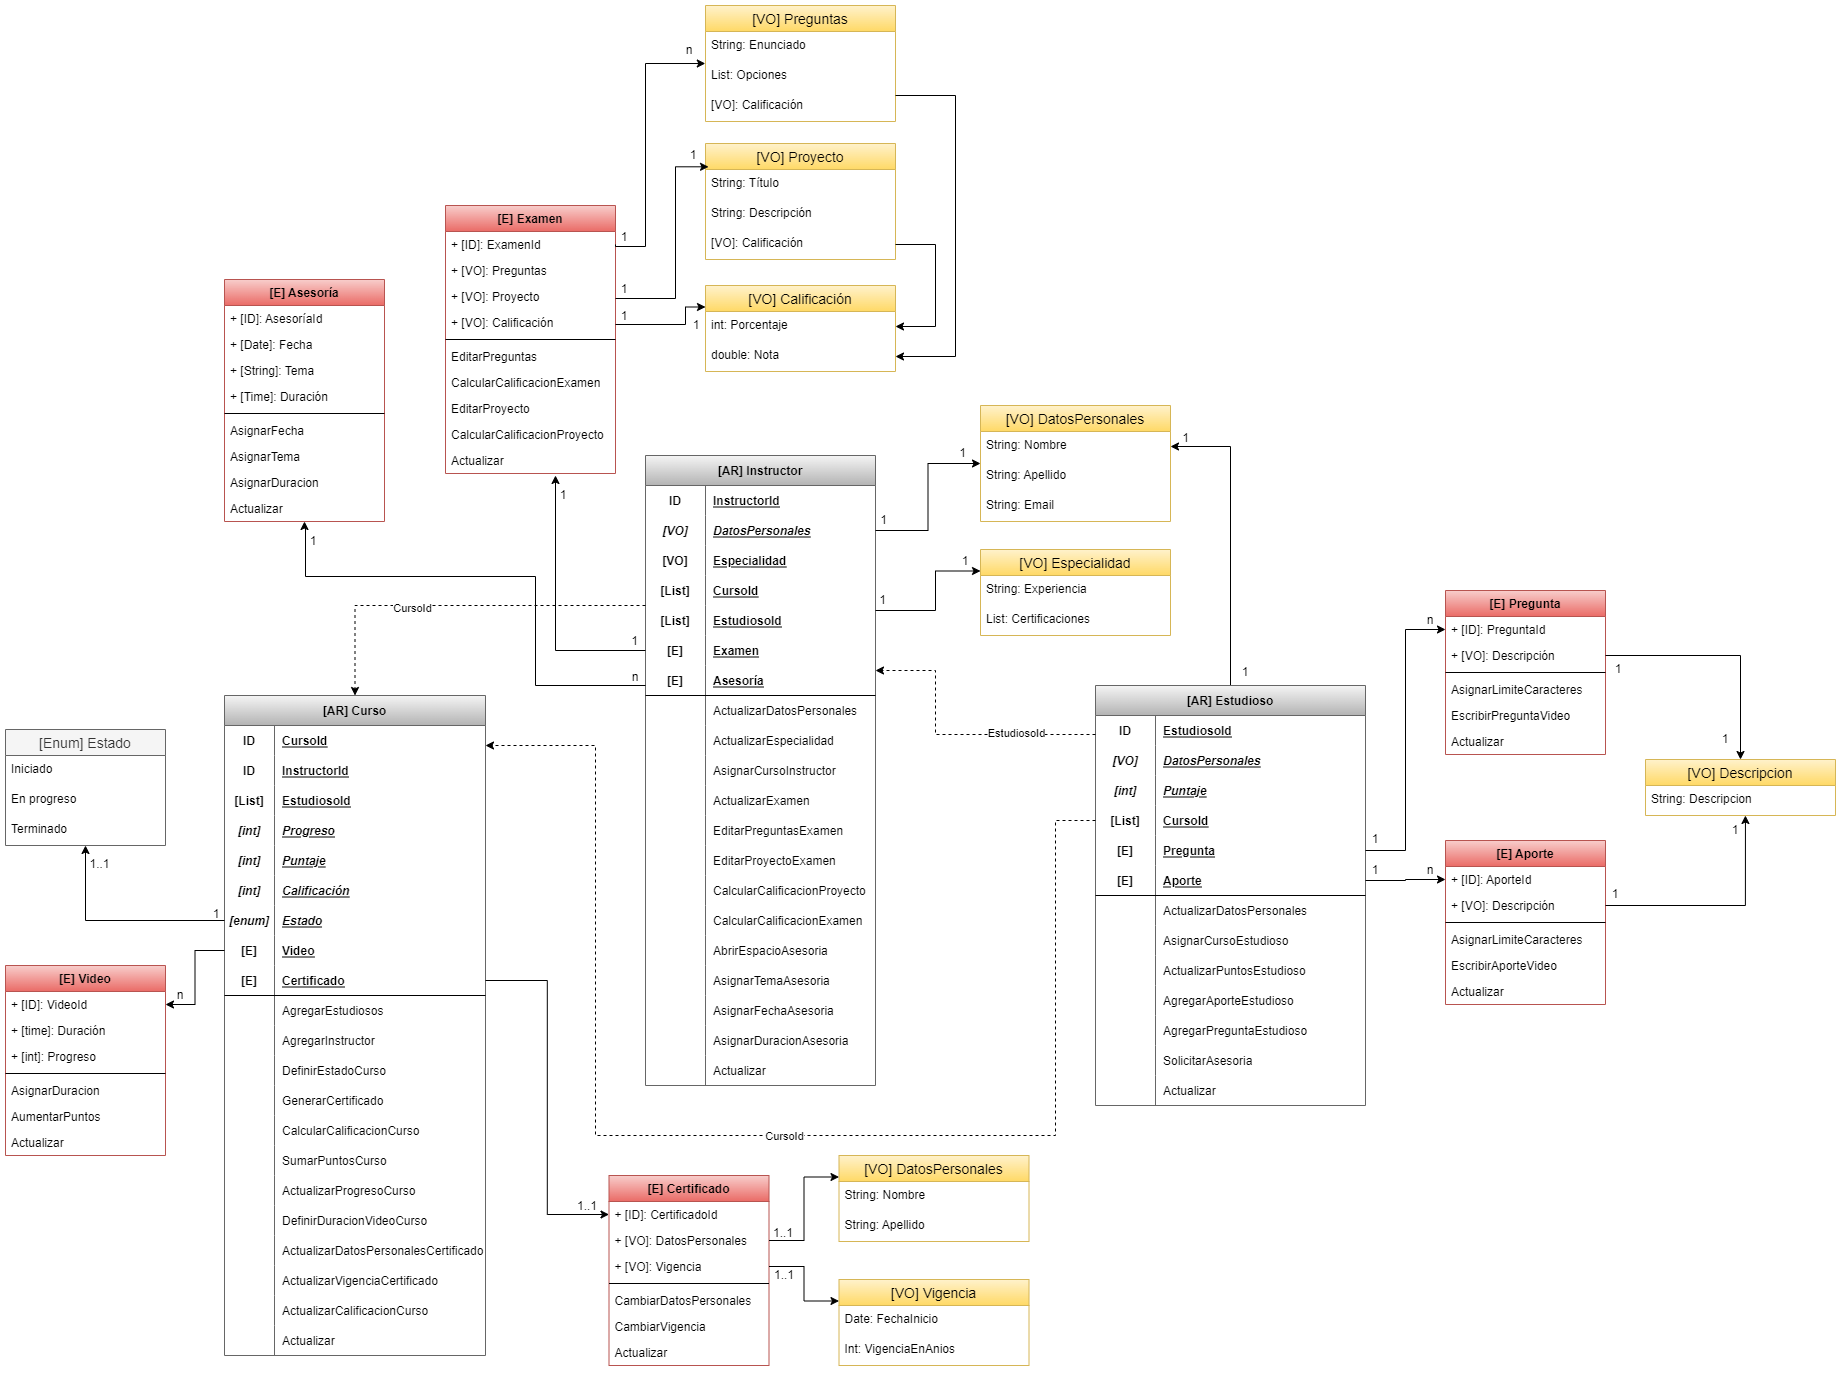 [VO] Preguntas
String: Enunciado
List: Opciones
[VO]: Calificación
n
[VO] Proyecto
String: Título
String: Descripción
[VO]: Calificación
1
[VO] Calificación
int: Porcentaje
double: Nota
1
[E] Examen
+ [ID]: ExamenId
+ [VO]: Preguntas
+ [VO]: Proyecto
+ [VO]: Calificación
EditarPreguntas
CalcularCalificacionExamen
EditarProyecto
CalcularCalificacionProyecto
Actualizar
1
1
1
1
[E] Asesoría
+ [ID]: AsesoríaId
+ [Date]: Fecha
+ [String]: Tema
+ [Time]: Duración
AsignarFecha
AsignarTema
AsignarDuracion
Actualizar
1
[AR] Instructor
ID InstructorId
[VO] DatosPersonales
[VO] Especialidad
[List] CursoId
[List] EstudiosoId
[E] Examen
[E] Asesoría
ActualizarDatosPersonales
ActualizarEspecialidad
AsignarCursoInstructor
ActualizarExamen
EditarPreguntasExamen
EditarProyectoExamen
CalcularCalificacionProyecto
CalcularCalificacionExamen
AbrirEspacioAsesoria
AsignarTemaAsesoria
AsignarFechaAsesoria
AsignarDuracionAsesoria
Actualizar
1
n
1
1
CursoId
[VO] DatosPersonales
String: Nombre
String: Apellido
String: Email
1
1
[VO] Especialidad
String: Experiencia
List: Certificaciones
1
1
EstudiosoId
[AR] Estudioso
ID EstudiosoId
[VO] DatosPersonales
[int] Puntaje
[List] CursoId
[E] Pregunta
[E] Aporte
ActualizarDatosPersonales
AsignarCursoEstudioso
ActualizarPuntosEstudioso
AgregarAporteEstudioso
AgregarPreguntaEstudioso
SolicitarAsesoria
Actualizar
1
1
[E] Pregunta
+ [ID]: PreguntaId
+ [VO]: Descripción
AsignarLimiteCaracteres
EscribirPreguntaVideo
Actualizar
n
1
1
[VO] Descripcion
String: Descripcion
1
[E] Aporte
+ [ID]: AporteId
+ [VO]: Descripción
AsignarLimiteCaracteres
EscribirAporteVideo
Actualizar
n
1
[AR] Curso
ID CursoId
ID InstructorId
[List] EstudiosoId
[int] Progreso
[int] Puntaje
[int] Calificación
[enum] Estado
[E] Video
[E] Certificado
AgregarEstudiosos
AgregarInstructor
DefinirEstadoCurso
GenerarCertificado
CalcularCalificacionCurso
SumarPuntosCurso
ActualizarProgresoCurso
DefinirDuracionVideoCurso
ActualizarDatosPersonalesCertificado
ActualizarVigenciaCertificado
ActualizarCalificacionCurso
Actualizar
1
[Enum] Estado
Iniciado
En progreso
Terminado
1..1
[E] Video
+ [ID]: VideoId
+ [time]: Duración
+ [int]: Progreso
AsignarDuracion
AumentarPuntos
Actualizar
n
CursoId
[E] Certificado
+ [ID]: CertificadoId
+ [VO]: DatosPersonales
+ [VO]: Vigencia
CambiarDatosPersonales
CambiarVigencia
Actualizar
1..1
1..1
1..1
[VO] DatosPersonales
String: Nombre
String: Apellido
[VO] Vigencia
Date: FechaInicio
Int: VigenciaEnAnios